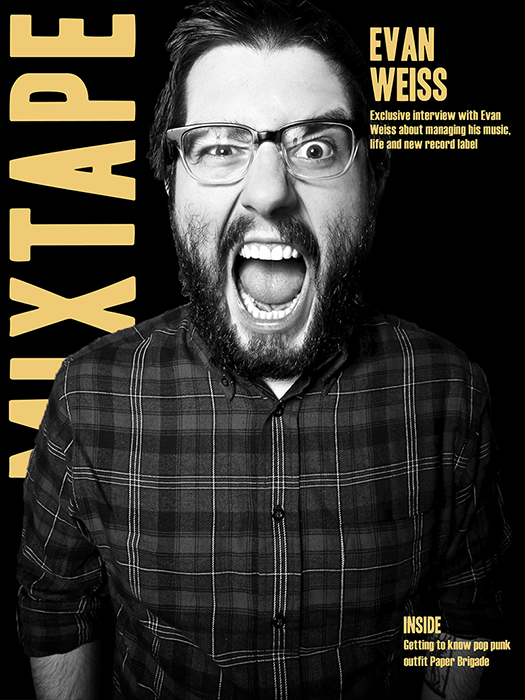 MIXTAPE
EVAN
WEISS
Exclusive interview with Evan
Weiss about managing his music,
life and new record label
INSIDE
Getting to know pop punk
outfit Paper Brigade